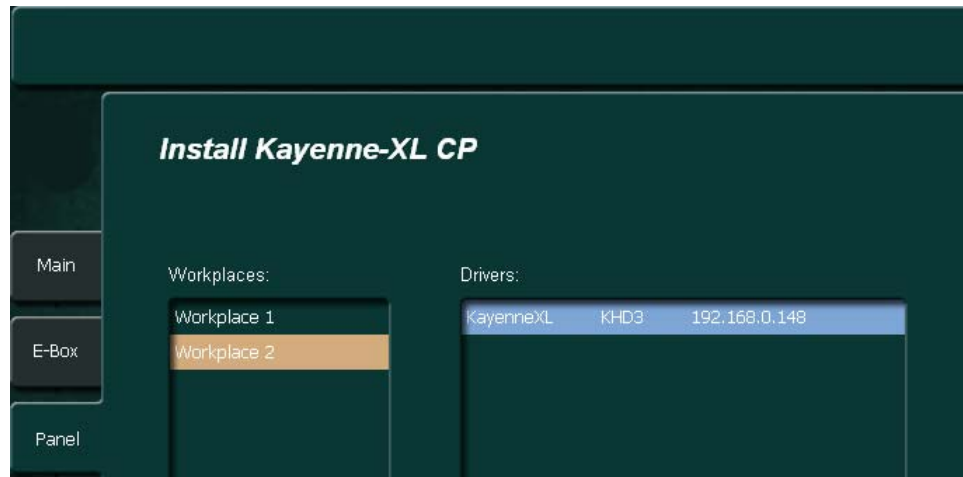 Install Kayenne-XL CP
Main
Workplaces:
Drivers:
Workplace 1
KayenneXL KHD3 192.168.0.148
Workplace 2
E-Box
Panel